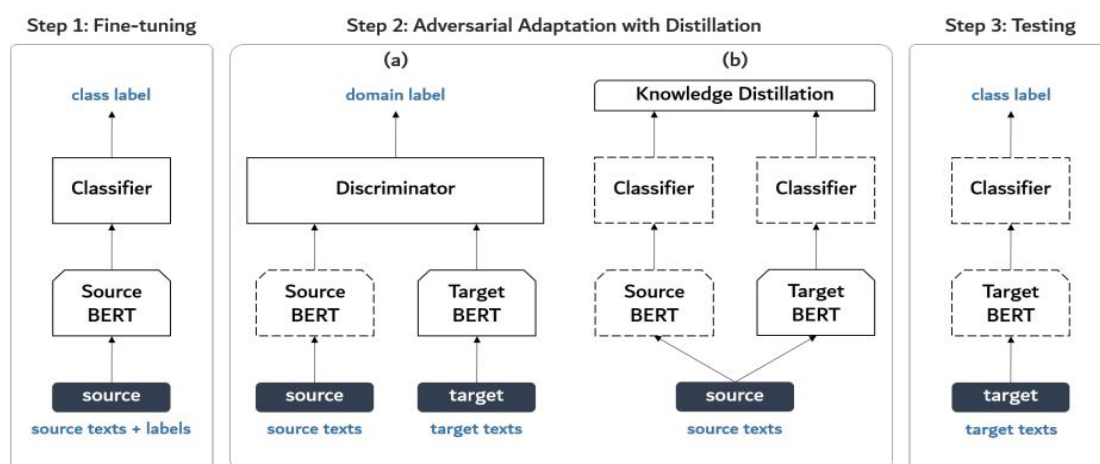 Step 1: Fine-tuning
class label
Classifier
Source
BERT
source
source texts + labels
Step 2: Adversarial Adaptation with Distillation
(a)
domain label
Discriminator
Source
BERT
Target
BERT
source
target
source texts
target texts
(b)
Knowledge Distillation
Classifier
Classifier
Source
BERT
Target
BERT
source
source texts
Step 3: Testing
class label
Classifier
Target
BERT
target
target texts